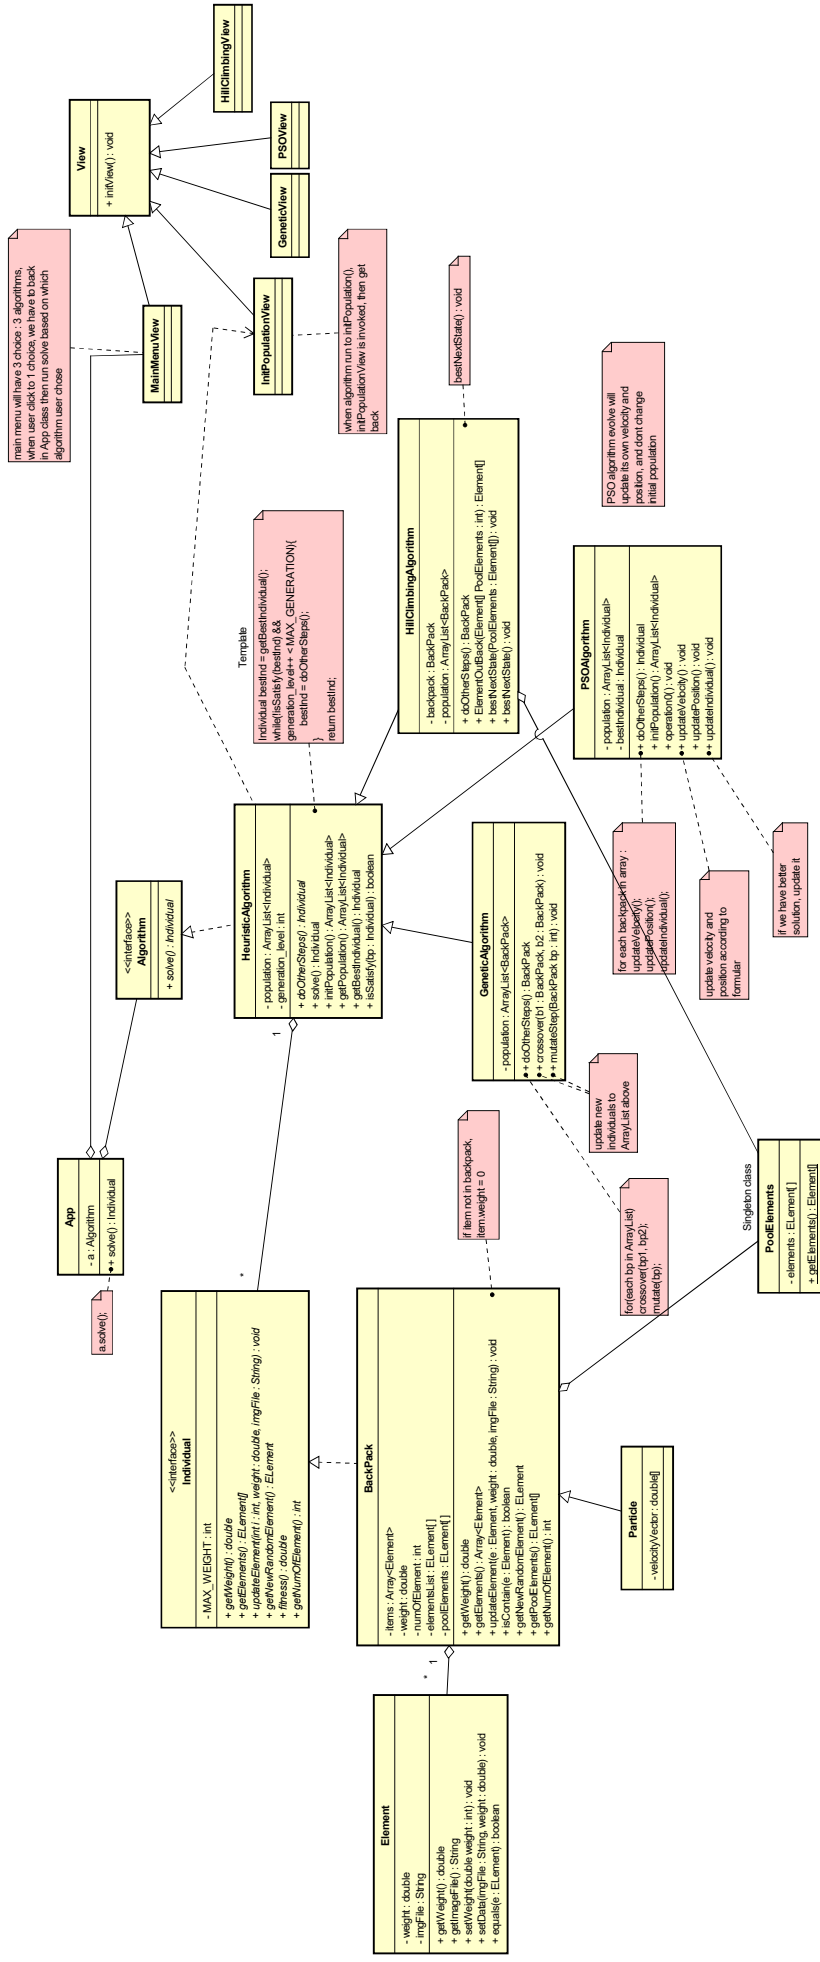 main menu will have 3 choice : 3 algorithms,
when user click to 1 choice, we have to back
in App class then run solve based on which
algorithm user chose
View
+ initView() : void
HillClimbingView
PSOView
GeneticView
MainMenuView
InitPopulationView
when algorithm run to initPopulation(),
initPopulationView is invoked, then get
back
App
- a : Algorithm
+ solve() : Individual
a.solve();
<<interface>>
Algorithm
+ solve() : Individual
Template
Individual bestInd = getBestIndividual();
while(!isSatisfy(bestInd) &&
generation_level++ < MAX_GENERATION){
bestInd = doOtherSteps();
}
return bestInd;
HeuristicAlgorithm
- population : ArrayList<Individual>
- generation_level : int
+ doOtherSteps() : Individual
+ solve() : Individual
+ initPopulation() : ArrayList<Individual>
+ getPopulation() : ArrayList<Individual>
+ getBestIndividual() : Individual
+ isSatisfy(bp : Individual) : boolean
1
*
<<interface>>
Individual
- MAX_WEIGHT : int
+ getWeight() : double
+ getElements() : ELement[]
+ updateElement(int i : int, weight : double, imgFile : String) : void
+ getNewRandomElement() : ELement
+ fitness() : double
+ getNumOfElement() : int
bestNextState() : void
HillClimbingAlgorithm
- backpack : BackPack
- population : ArrayList<BackPack>
+ doOtherSteps() : BackPack
+ ElementOutBack(Element[] PoolElements : int) : Element[]
+ bestNextState(PoolElements : Element[]) : void
+ bestNextState() : void
PSO algorithm evolve will
update its own velocity and
position, and dont change
initial population
PSOAlgorithm
- population : ArrayList<Individual>
- bestIndividual : Individual
+ doOtherSteps() : Individual
+ initPopulation() : ArrayList<Individual>
+ operation0() : void
+ updateVelocity() : void
+ updatePosition() : void
+ updateIndividual() : void
for each backpack in array :
updateVelocity();
updatePosition();
updateIndividual();
update velocity and
position according to
formular
if we have better
solution, update it
GeneticAlgorithm
- population : ArrayList<BackPack>
+ doOtherSteps() : BackPack
+ crossover(b1 : BackPack, b2 : BackPack) : void
+ mutateStep(BackPack bp : int) : void
update new
individuals to
ArrayList above
for(each bp in ArrayList)
crossover(bp1, bp2);
mutate(bp);
if item not in backpack,
item.weight = 0
BackPack
- items : Array<Element>
- weight : double
- numOfElement : int
- elementsList : ELement[ ]
- poolElements : ELement[ ]
+ getWeight() : double
+ getElements() : Array<Element>
+ updateElement(e : Element, weight : double, imgFile : String) : void
+ isContain(e : Element) : boolean
+ getNewRandomElement() : ELement
+ getPoolElements() : ELement[]
+ getNumOfElement() : int
1
*
Element
- weight : double
- imgFile : String
+ getWeight() : double
+ getImageFile() : String
+ setWeight(double weight : int) : void
+ setData(imgFile : String, weight : double) : void
+ equals(e : ELement) : boolean
Particle
- velocityVector : double[]
Singleton class
PoolElements
- elements : ELement[ ]
+ getElements() : Element[]